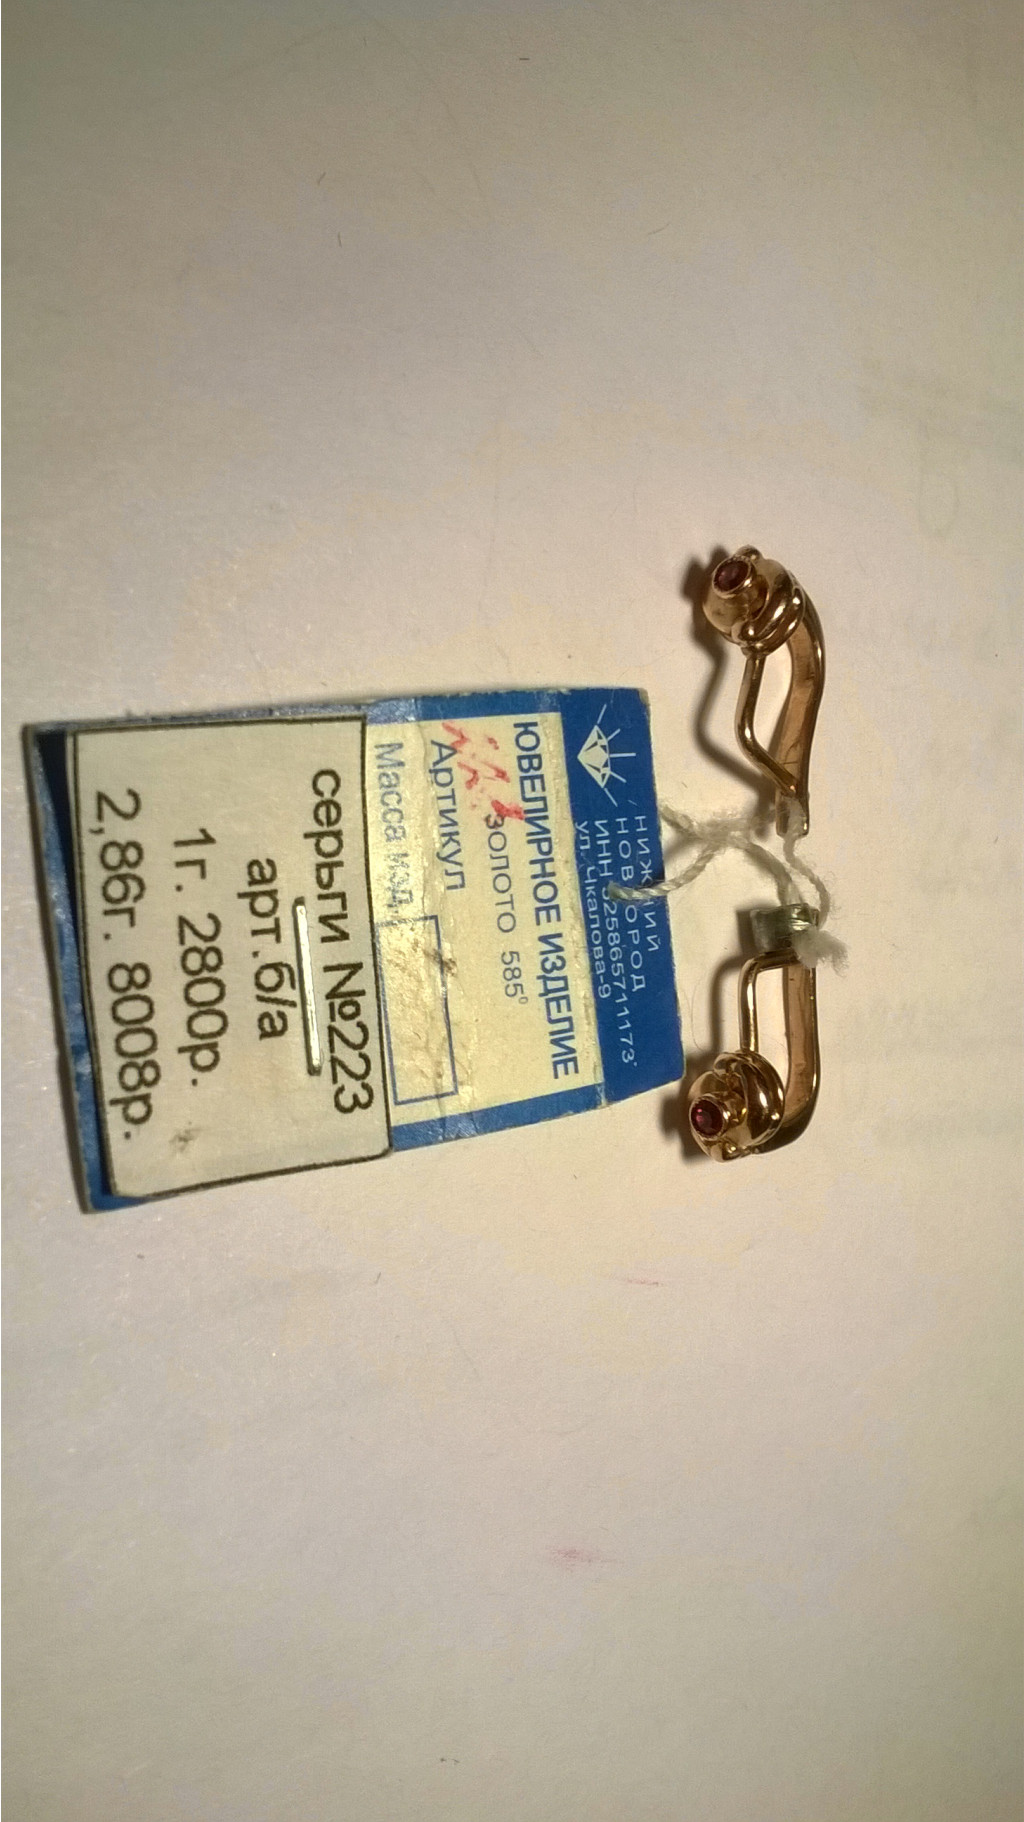 НИЖНИЙ
НОВГОРОД
ИНН 525865711173
ул. Чкалова-9
ЮВЕЛИРНОЕ ИЗДЕЛИЕ
золото 585°
Артикул
Масса изд.
серьги №223
арт.б/а
1г. 2800р.
2,86г. 8008р.